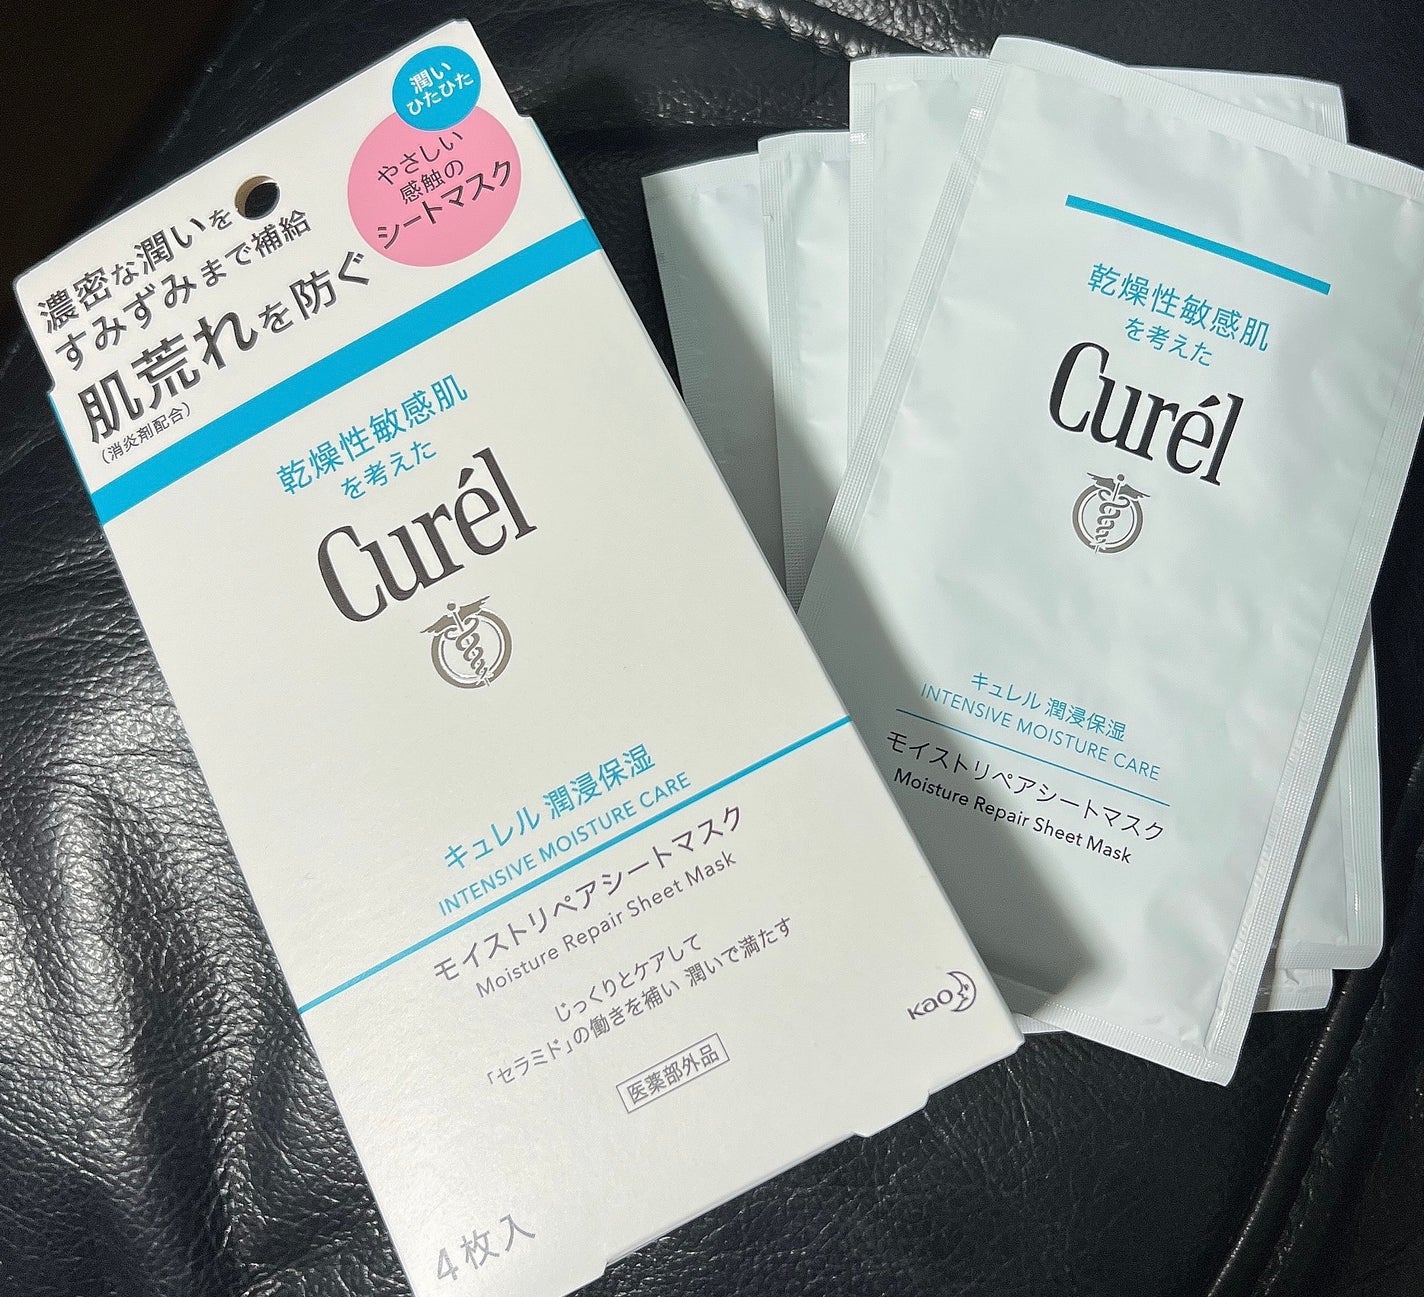 潤い
ひたひた
やさしい
感触の
シートマスク
濃密な潤いを
すみずみまで補給
肌荒れを防ぐ
(消炎剤配合)
乾燥性敏感肌
を考えた
Curél
キュレル 潤浸保湿
INTENSIVE MOISTURE CARE
モイストリペアシートマスク
Moisture Repair Sheet Mask
じっくりとケアして
「セラミド」の働きを補い 潤いで満たす
医薬部外品
Kao
4枚入
乾燥性敏感肌
を考えた
Curél
キュレル 潤浸保湿
INTENSIVE MOISTURE CARE
モイストリペアシートマスク
Moisture Repair Sheet Mask